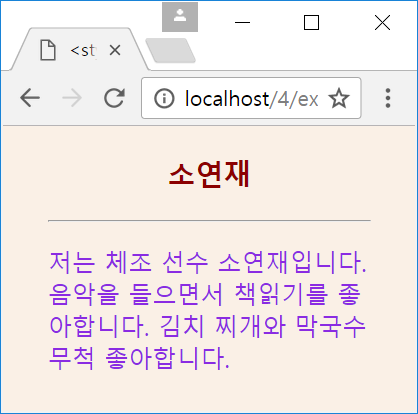 <st
localhost/4/ex
소연재
저는 체조 선수 소연재입니다.
음악을 들으면서 책읽기를 좋
아합니다. 김치 찌개와 막국수
무척 좋아합니다.